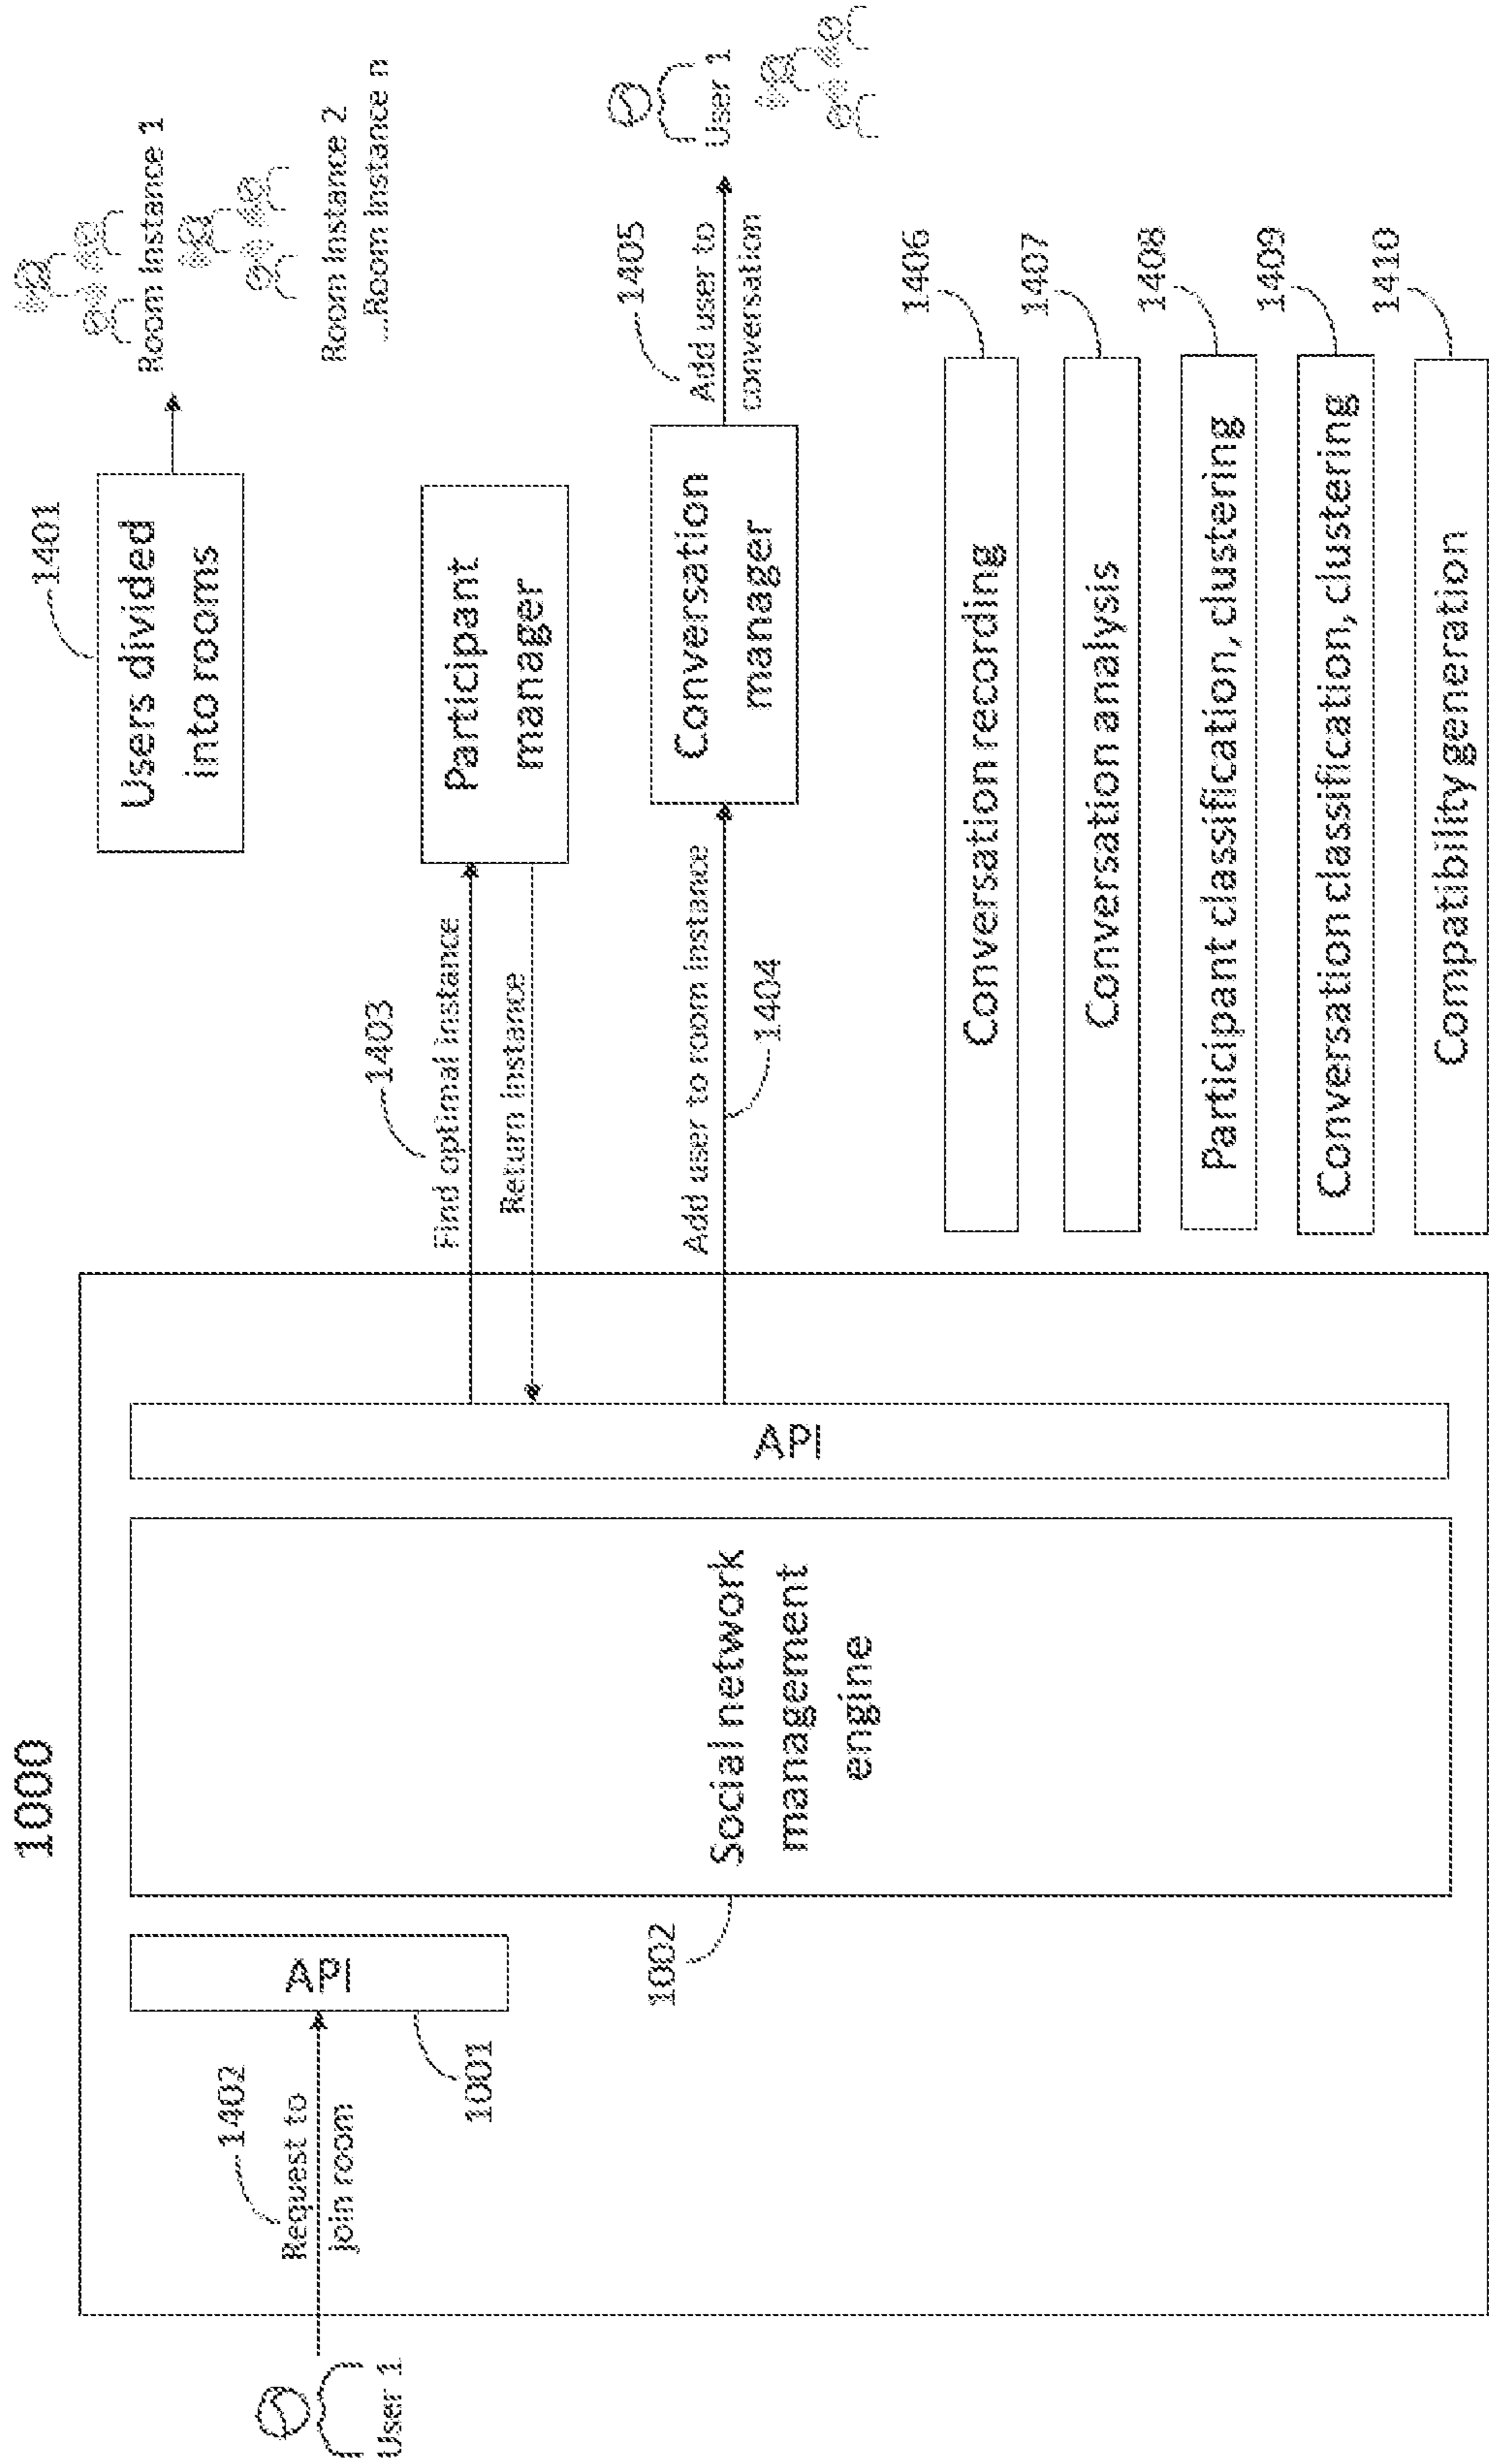 1000
User 1
1402
Request to
join room
API
1001
Social network
management
engine
1002
API
1401
Users divided
into rooms
Room Instance 1
Room Instance 2
...Room Instance n
1403
Find optimal instance
Return instance
Participant
manager
Add user to room instance
1404
Conversation
manager
1405
Add user to
conversation
User 1
Conversation recording
1406
Conversation analysis
1407
Participant classification, clustering
1408
Conversation classification, clustering
1409
Compatibility generation
1410